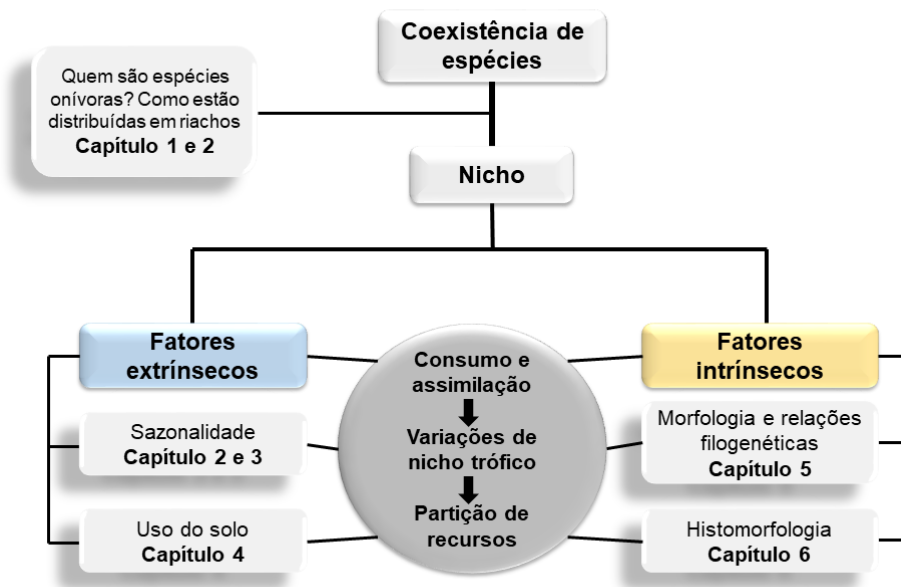 Coexistência de
espécies
Quem são espécies
onívoras? Como estão
distribuídas em riachos
Capítulo 1 e 2
Nicho
Fatores
extrínsecos
Sazonalidade
Capítulo 2 e 3
Uso do solo
Capítulo 4
Consumo e
assimilação
Variações de
nicho trófico
Partição de
recursos
Fatores
intrínsecos
Morfologia e relações
filogenéticas
Capítulo 5
Histomorfologia
Capítulo 6